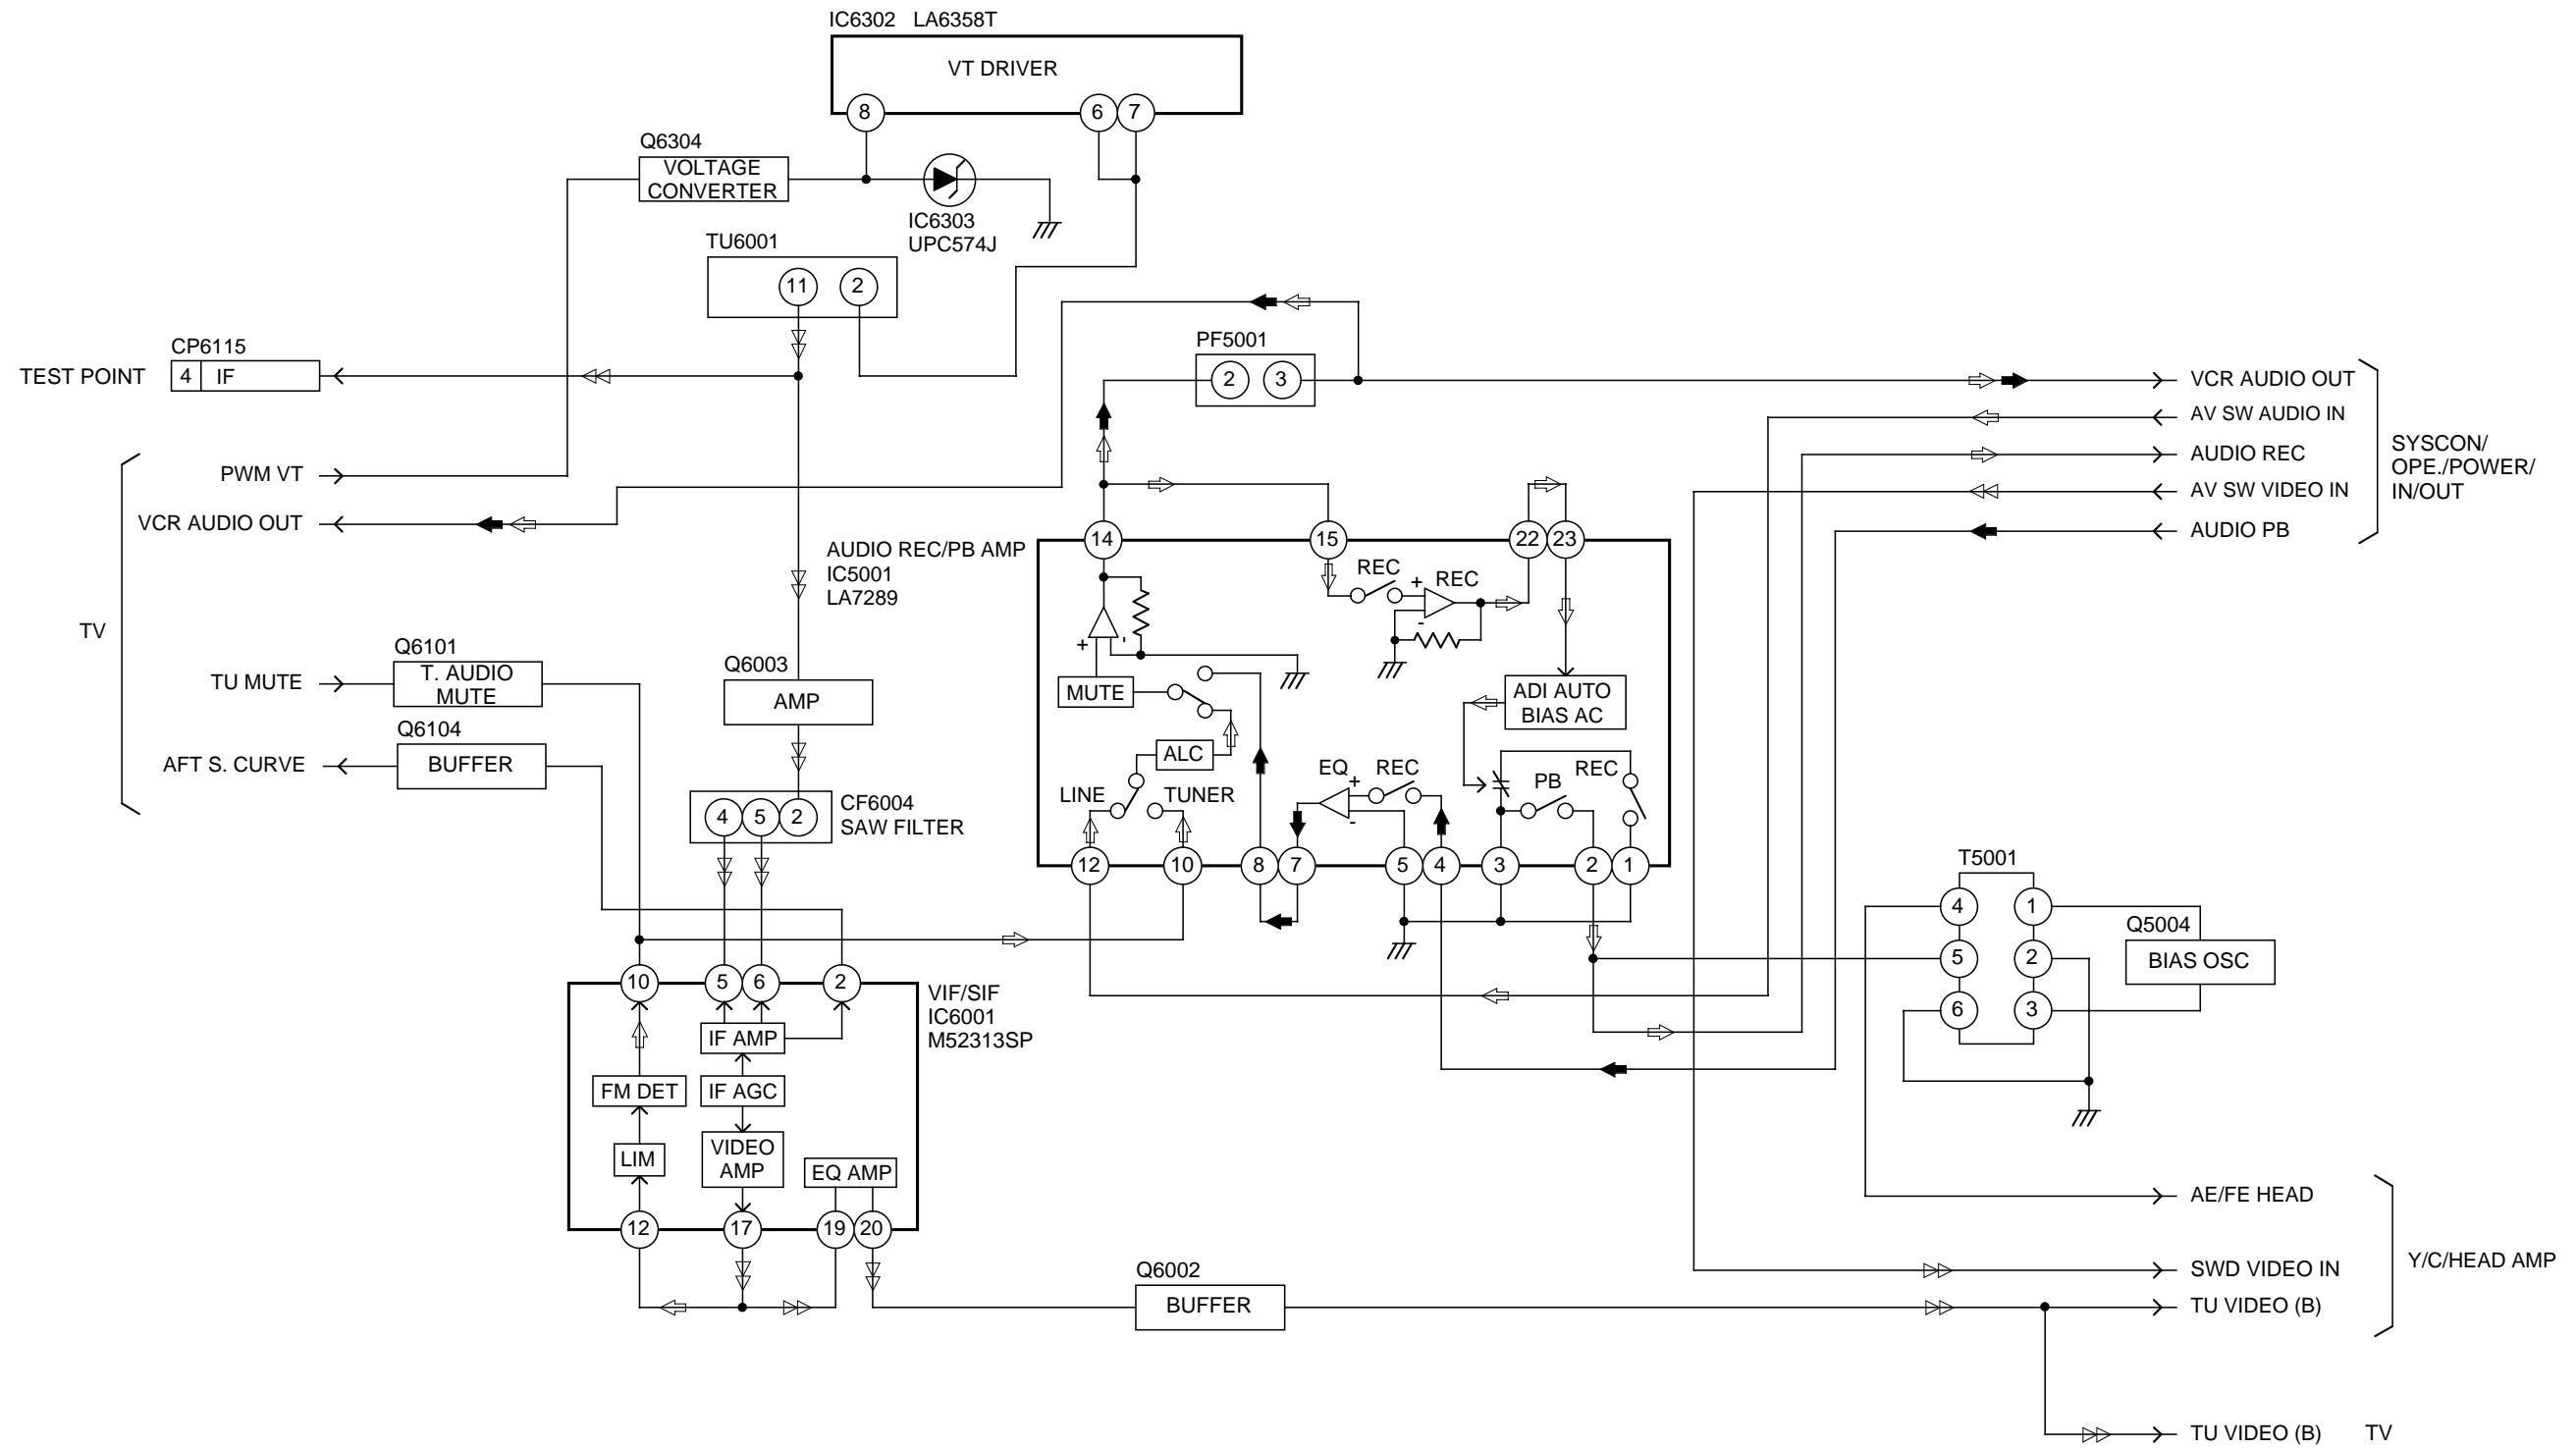 IC6302 LA6358T
VT DRIVER
8
6
7
Q6304
VOLTAGE
CONVERTER
IC6303
UPC574J
TU6001
11
2
CP6115
TEST POINT
4 IF
PF5001
2
3
VCR AUDIO OUT
AV SW AUDIO IN
AUDIO REC
AV SW VIDEO IN
AUDIO PB
SYSCON/
OPE./POWER/
IN/OUT
PWM VT
VCR AUDIO OUT
TV
TU MUTE
AFT S. CURVE
Q6101
T. AUDIO
MUTE
Q6104
BUFFER
AUDIO REC/PB AMP
IC5001
LA7289
14
15
22
23
REC
+
REC
-
+
-
MUTE
ALC
LINE
TUNER
ADI AUTO
BIAS AC
EQ
+
REC
-
PB
REC
12
10
8
7
5
4
3
2
1
Q6003
AMP
4
5
2
CF6004
SAW FILTER
10
5
6
2
VIF/SIF
IC6001
M52313SP
IF AMP
FM DET
IF AGC
LIM
VIDEO
AMP
EQ AMP
12
17
19
20
T5001
4
1
5
2
6
3
Q5004
BIAS OSC
Q6002
BUFFER
AE/FE HEAD
SWD VIDEO IN
TU VIDEO (B)
Y/C/HEAD AMP
TU VIDEO (B) TV